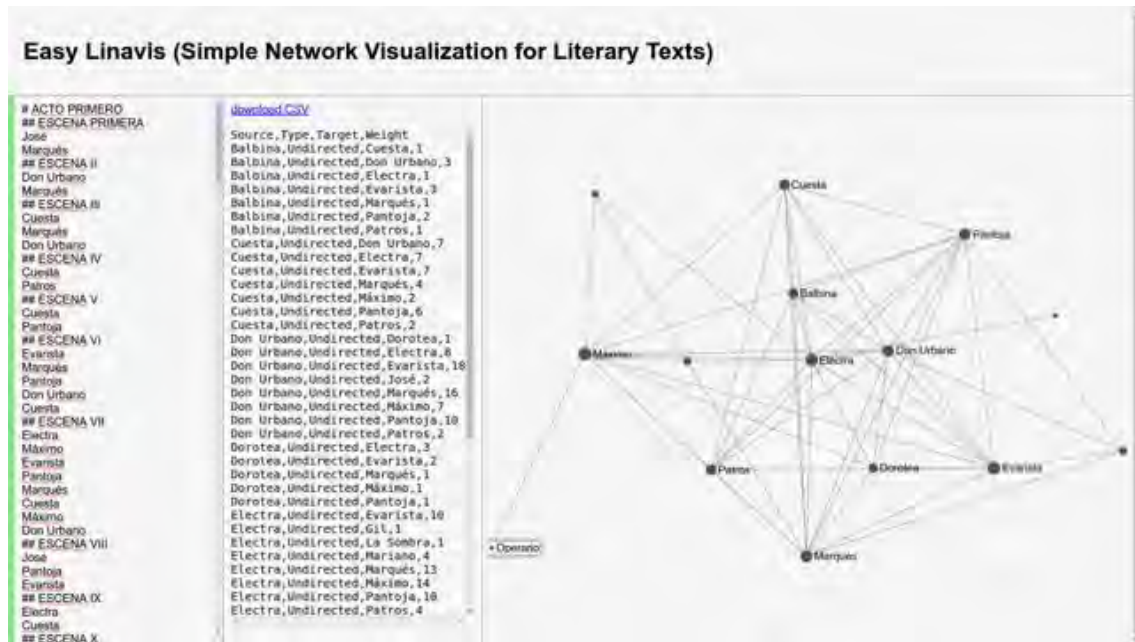 Easy Linavis (Simple Network Visualization for Literary Texts)
# ACTO PRIMERO
## ESCENA PRIMERA
José
Marqués
## ESCENA II
Don Urbano
Marqués
## ESCENA III
Cuesta
Marqués
Don Urbano
## ESCENA IV
Cuesta
Patros
## ESCENA V
Cuesta
Pantoja
## ESCENA VI
Evarista
Marqués
Pantoja
Don Urbano
Cuesta
## ESCENA VII
Electra
Máximo
Evarista
Pantoja
Marqués
Cuesta
Máximo
Don Urbano
## ESCENA VIII
José
Pantoja
Evarista
## ESCENA IX
Electra
Cuesta
## ESCENA X
download CSV
Source,Type,Target,Weight
Balbina,Undirected,Cuesta,1
Balbina,Undirected,Don Urbano,3
Balbina,Undirected,Electra,1
Balbina,Undirected,Evarista,3
Balbina,Undirected,Marqués,1
Balbina,Undirected,Pantoja,2
Balbina,Undirected,Patros,1
Cuesta,Undirected,Don Urbano,7
Cuesta,Undirected,Electra,7
Cuesta,Undirected,Evarista,7
Cuesta,Undirected,Marqués,4
Cuesta,Undirected,Máximo,2
Cuesta,Undirected,Pantoja,6
Cuesta,Undirected,Patros,2
Don Urbano,Undirected,Dorotea,1
Don Urbano,Undirected,Electra,8
Don Urbano,Undirected,Evarista,18
Don Urbano,Undirected,José,2
Don Urbano,Undirected,Marqués,16
Don Urbano,Undirected,Máximo,7
Don Urbano,Undirected,Pantoja,10
Don Urbano,Undirected,Patros,2
Dorotea,Undirected,Electra,3
Dorotea,Undirected,Evarista,2
Dorotea,Undirected,Marqués,1
Dorotea,Undirected,Máximo,1
Dorotea,Undirected,Pantoja,1
Electra,Undirected,Evarista,10
Electra,Undirected,Gil,1
Electra,Undirected,La Sombra,1
Electra,Undirected,Mariano,4
Electra,Undirected,Marqués,13
Electra,Undirected,Máximo,14
Electra,Undirected,Pantoja,10
Electra,Undirected,Patros,4
Cuesta
Pantoja
Balbina
Máximo
Electra
Don Urbano
Patros
Dorotea
Evarista
Operario
Marqués